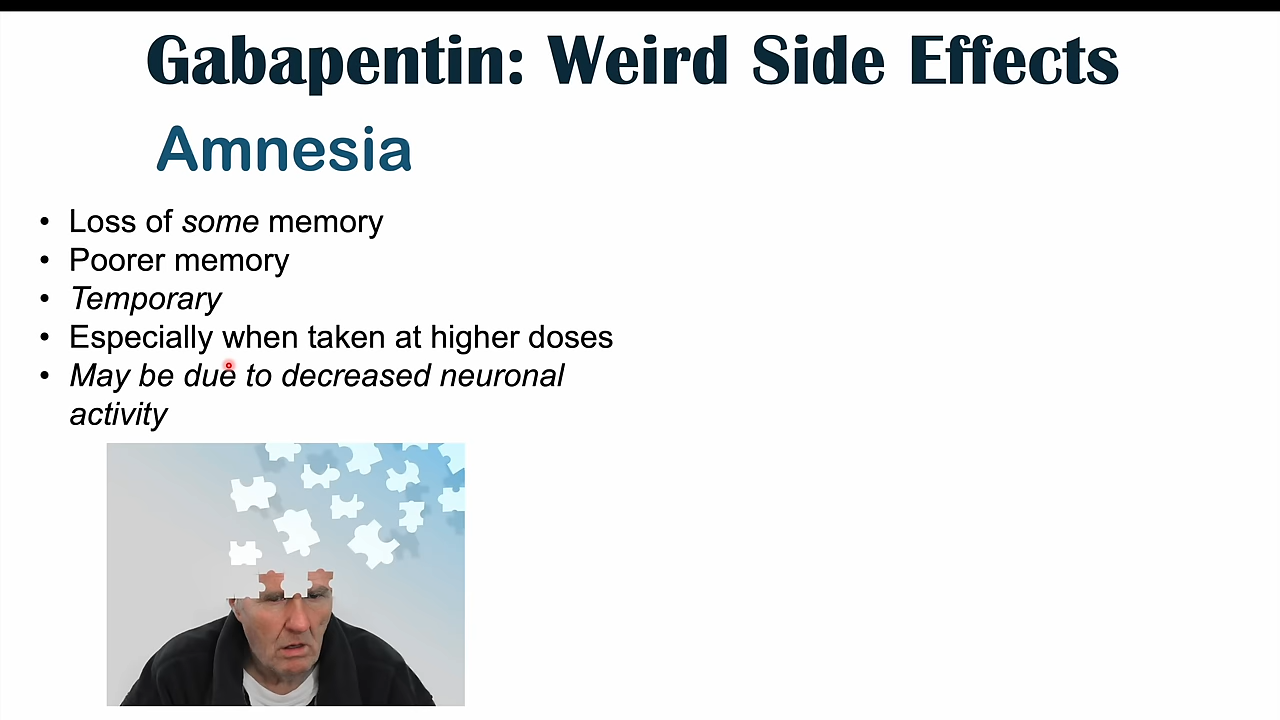 Gabapentin: Weird Side Effects
Amnesia
• Loss of some memory
• Poorer memory
• Temporary
• Especially when taken at higher doses
• May be due to decreased neuronal
activity